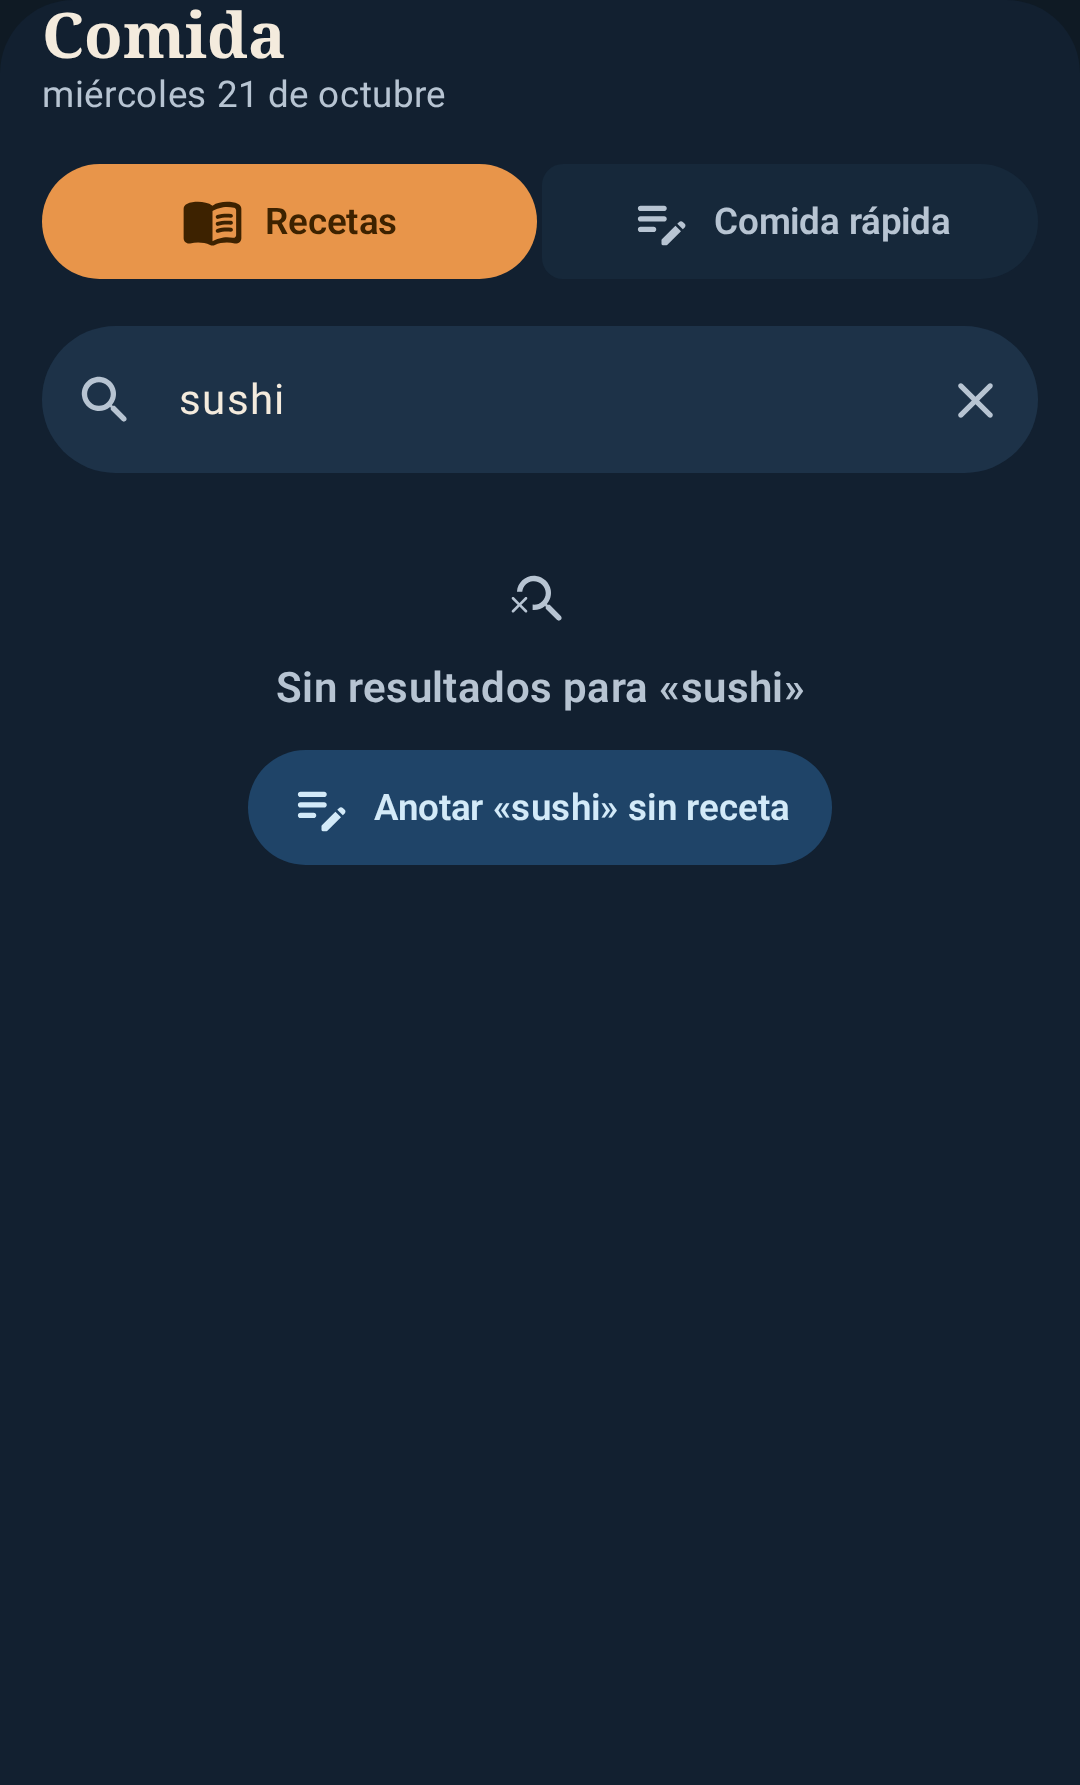 Comida
miércoles 21 de octubre
Recetas
Comida rápida
sushi
Sin resultados para «sushi»
Anotar «sushi» sin receta